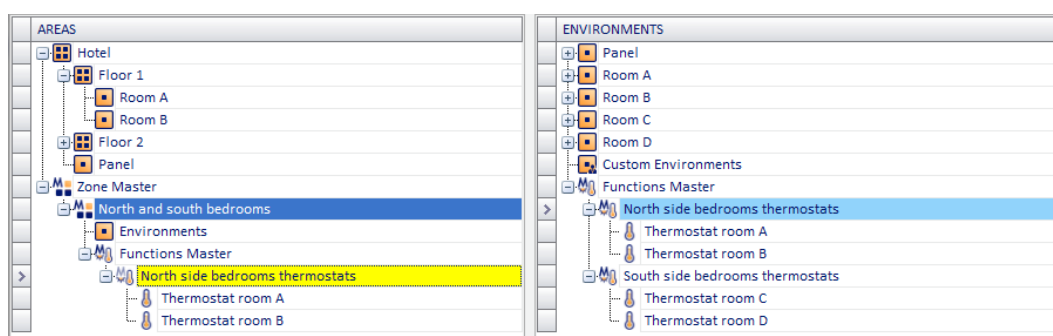 AREAS
Hotel
Floor 1
Room A
Room B
Floor 2
Panel
Zone Master
North and south bedrooms
Environments
Functions Master
North side bedrooms thermostats
Thermostat room A
Thermostat room B
ENVIRONMENTS
Panel
Room A
Room B
Room C
Room D
Custom Environments
Functions Master
North side bedrooms thermostats
Thermostat room A
Thermostat room B
South side bedrooms thermostats
Thermostat room C
Thermostat room D